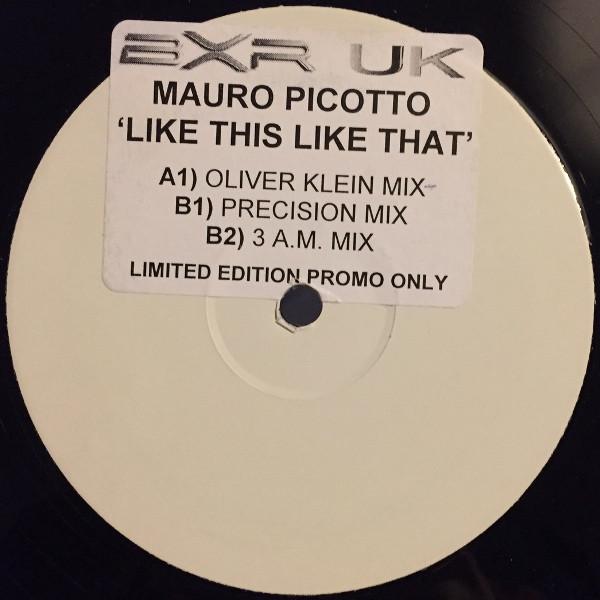 BXR UK
MAURO PICOTTO
‘LIKE THIS LIKE THAT’
A1) OLIVER KLEIN MIX
B1) PRECISION MIX
B2) 3 A.M. MIX
LIMITED EDITION PROMO ONLY